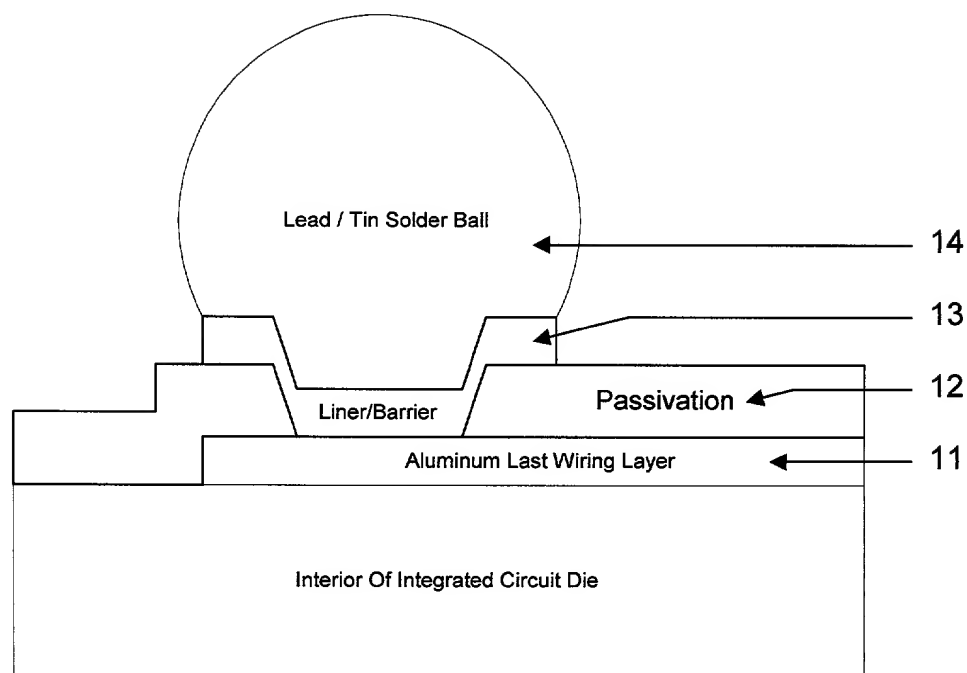 Lead / Tin Solder Ball
14
13
Liner/Barrier
Passivation
12
Aluminum Last Wiring Layer
11
Interior Of Integrated Circuit Die